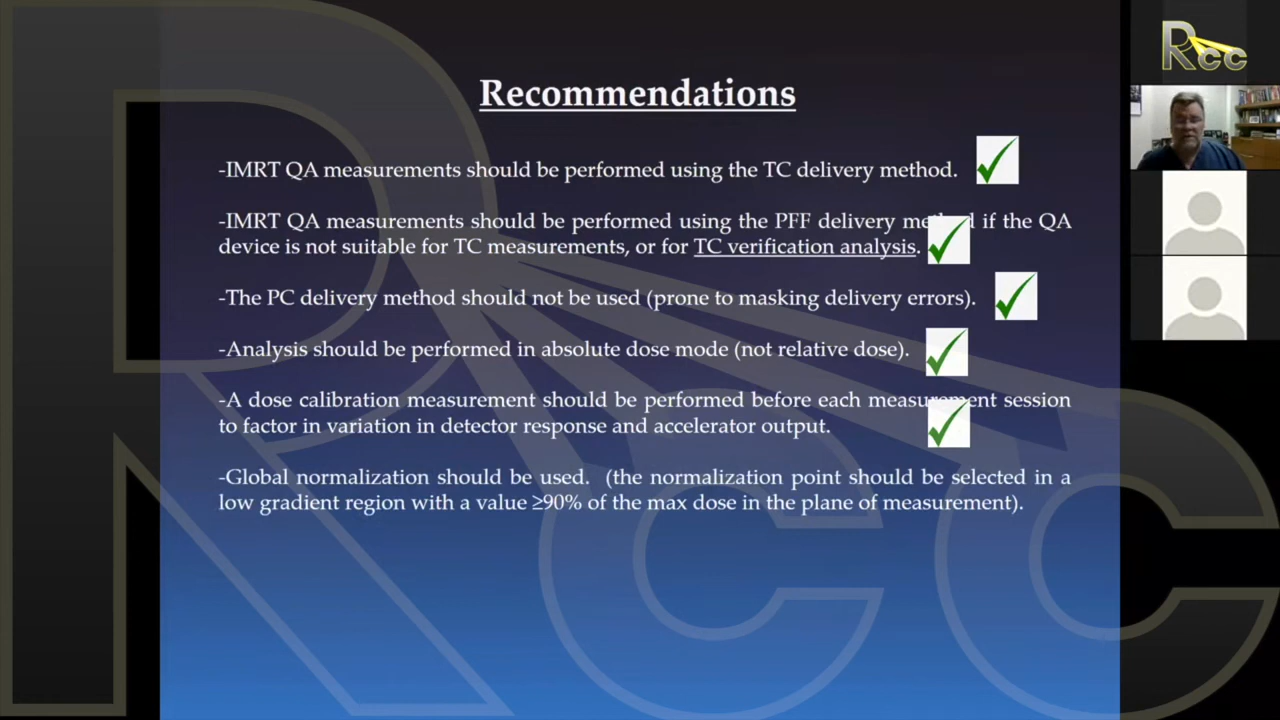 Recommendations
-IMRT QA measurements should be performed using the TC delivery method.
-IMRT QA measurements should be performed using the PFF delivery if the QA
device is not suitable for TC measurements, or for TC verification analysis.
-The PC delivery method should not be used (prone to masking delivery errors).
-Analysis should be performed in absolute dose mode (not relative dose).
-A dose calibration measurement should be performed before each measurement session
to factor in variation in detector response and accelerator output.
-Global normalization should be used. (the normalization point should be selected in a
low gradient region with a value ≥90% of the max dose in the plane of measurement).
Rcc
Rcc